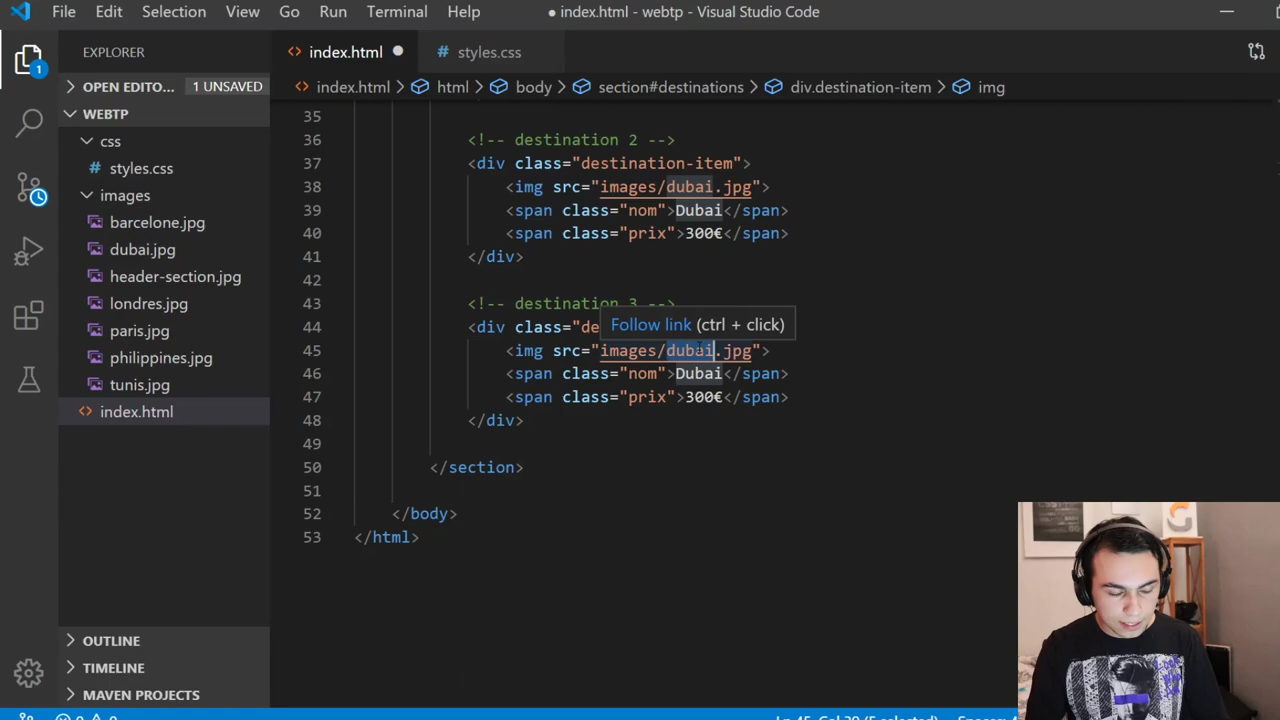 File Edit Selection View Go Run Terminal Help ● index.html - webtp - Visual Studio Code
EXPLORER
OPEN EDITO... 1 UNSAVED
WEBTP
css
# styles.css
images
barcelone.jpg
dubai.jpg
header-section.jpg
londres.jpg
paris.jpg
philippines.jpg
tunis.jpg
<> index.html
OUTLINE
TIMELINE
MAVEN PROJECTS
1
<> index.html ● # styles.css
<> index.html > html > body > section#destinations > div.destination-item > img
35
36 <!-- destination 2 -->
37 <div class="destination-item">
38 <img src="images/dubai.jpg">
39 <span class="nom">Dubai</span>
40 <span class="prix">300€</span>
41 </div>
42
43 <!-- destination 3 -->
Follow link (ctrl + click)
44 <div class="de
45 <img src="images/dubai.jpg">
46 <span class="nom">Dubai</span>
47 <span class="prix">300€</span>
48 </div>
49
50 </section>
51
52 </body>
53 </html>